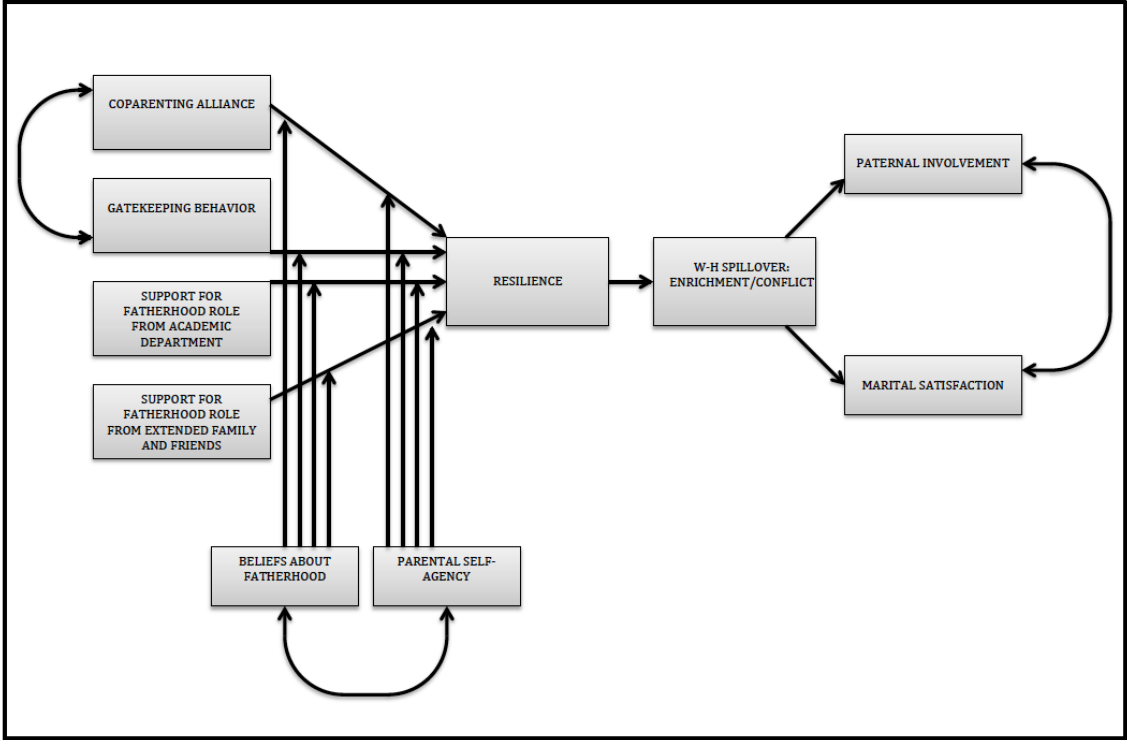 COPARENTING ALLIANCE
GATEKEEPING BEHAVIOR
SUPPORT FOR
FATHERHOOD ROLE
FROM ACADEMIC
DEPARTMENT
SUPPORT FOR
FATHERHOOD ROLE
FROM EXTENDED FAMILY
AND FRIENDS
RESILIENCE
W-H SPILLOVER:
ENRICHMENT/CONFLICT
PATERNAL INVOLVEMENT
MARITAL SATISFACTION
BELIEFS ABOUT
FATHERHOOD
PARENTAL SELF-
AGENCY